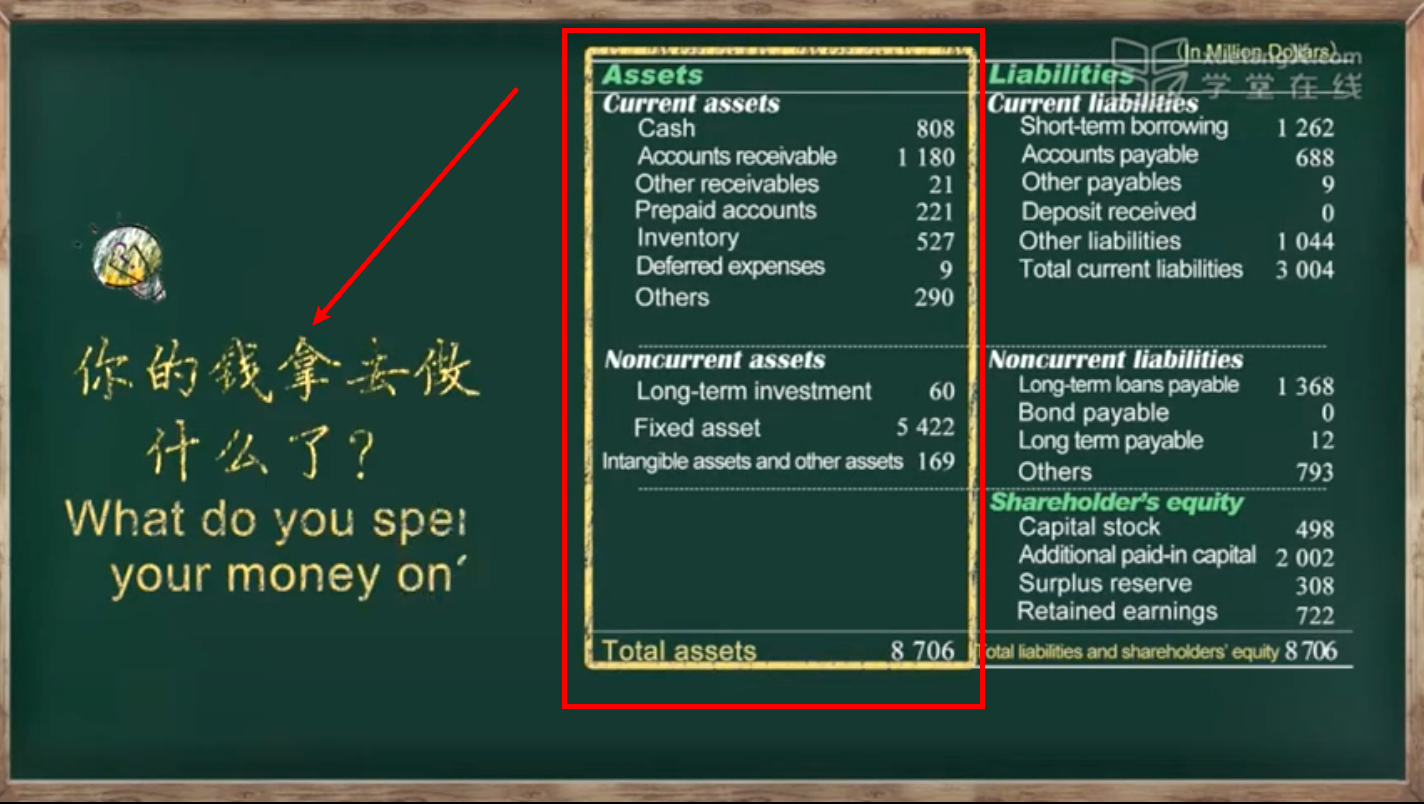 (In Million Dollars)
xuetangX.com
学堂在线
Assets
Current assets
Cash 808
Accounts receivable 1 180
Other receivables 21
Prepaid accounts 221
Inventory 527
Deferred expenses 9
Others 290
Noncurrent assets
Long-term investment 60
Fixed asset 5 422
Intangible assets and other assets 169
Total assets 8 706
Liabilities
Current liabilities
Short-term borrowing 1 262
Accounts payable 688
Other payables 9
Deposit received 0
Other liabilities 1 044
Total current liabilities 3 004
Noncurrent liabilities
Long-term loans payable 1 368
Bond payable 0
Long term payable 12
Others 793
Shareholder's equity
Capital stock 498
Additional paid-in capital 2 002
Surplus reserve 308
Retained earnings 722
Total liabilities and shareholders' equity 8 706
你的钱拿去做
什么了?
What do you
your money on